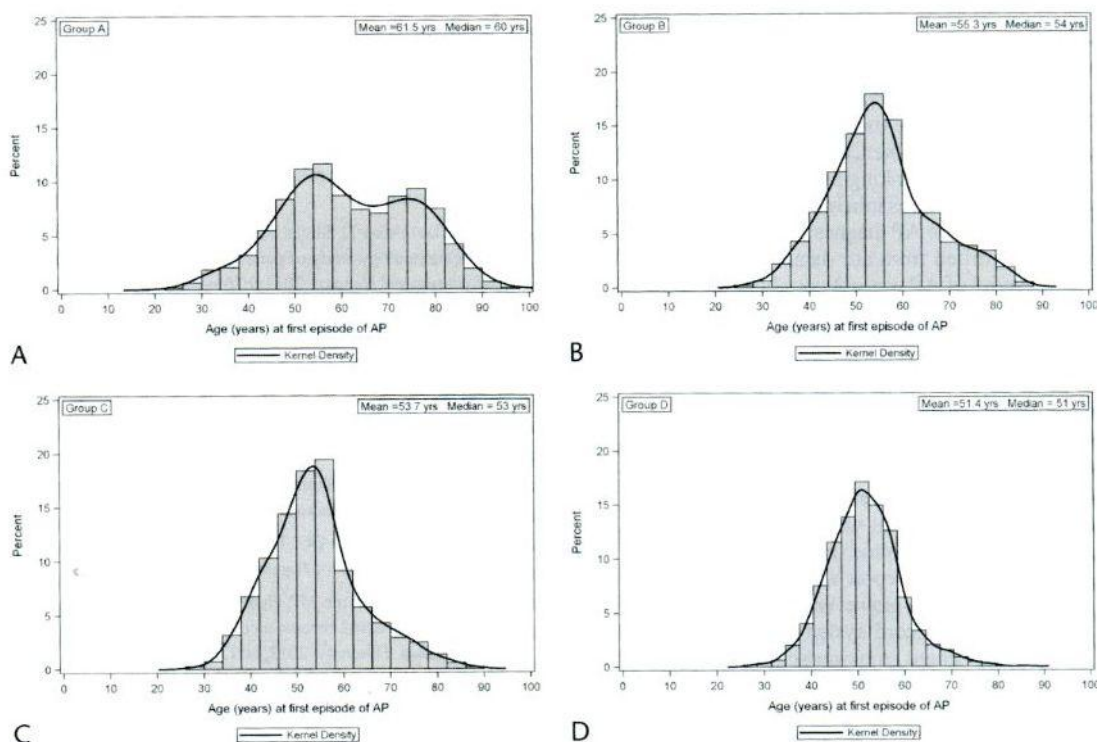 Group A
Mean =61.5 yrs Median = 60 yrs
25
20
15
10
5
0
Percent
0 10 20 30 40 50 60 70 80 90 100
Age (years) at first episode of AP
Kernel Density
A
Group B
Mean =55.3 yrs Median = 54 yrs
25
20
15
10
5
0
Percent
0 10 20 30 40 50 60 70 80 90 100
Age (years) at first episode of AP
Kernel Density
B
Group C
Mean =53.7 yrs Median = 53 yrs
25
20
15
10
5
0
Percent
0 10 20 30 40 50 60 70 80 90 100
Age (years) at first episode of AP
Kernel Density
C
Group D
Mean =51.4 yrs Median = 51 yrs
25
20
15
10
5
0
Percent
0 10 20 30 40 50 60 70 80 90 100
Age (years) at first episode of AP
Kernel Density
D